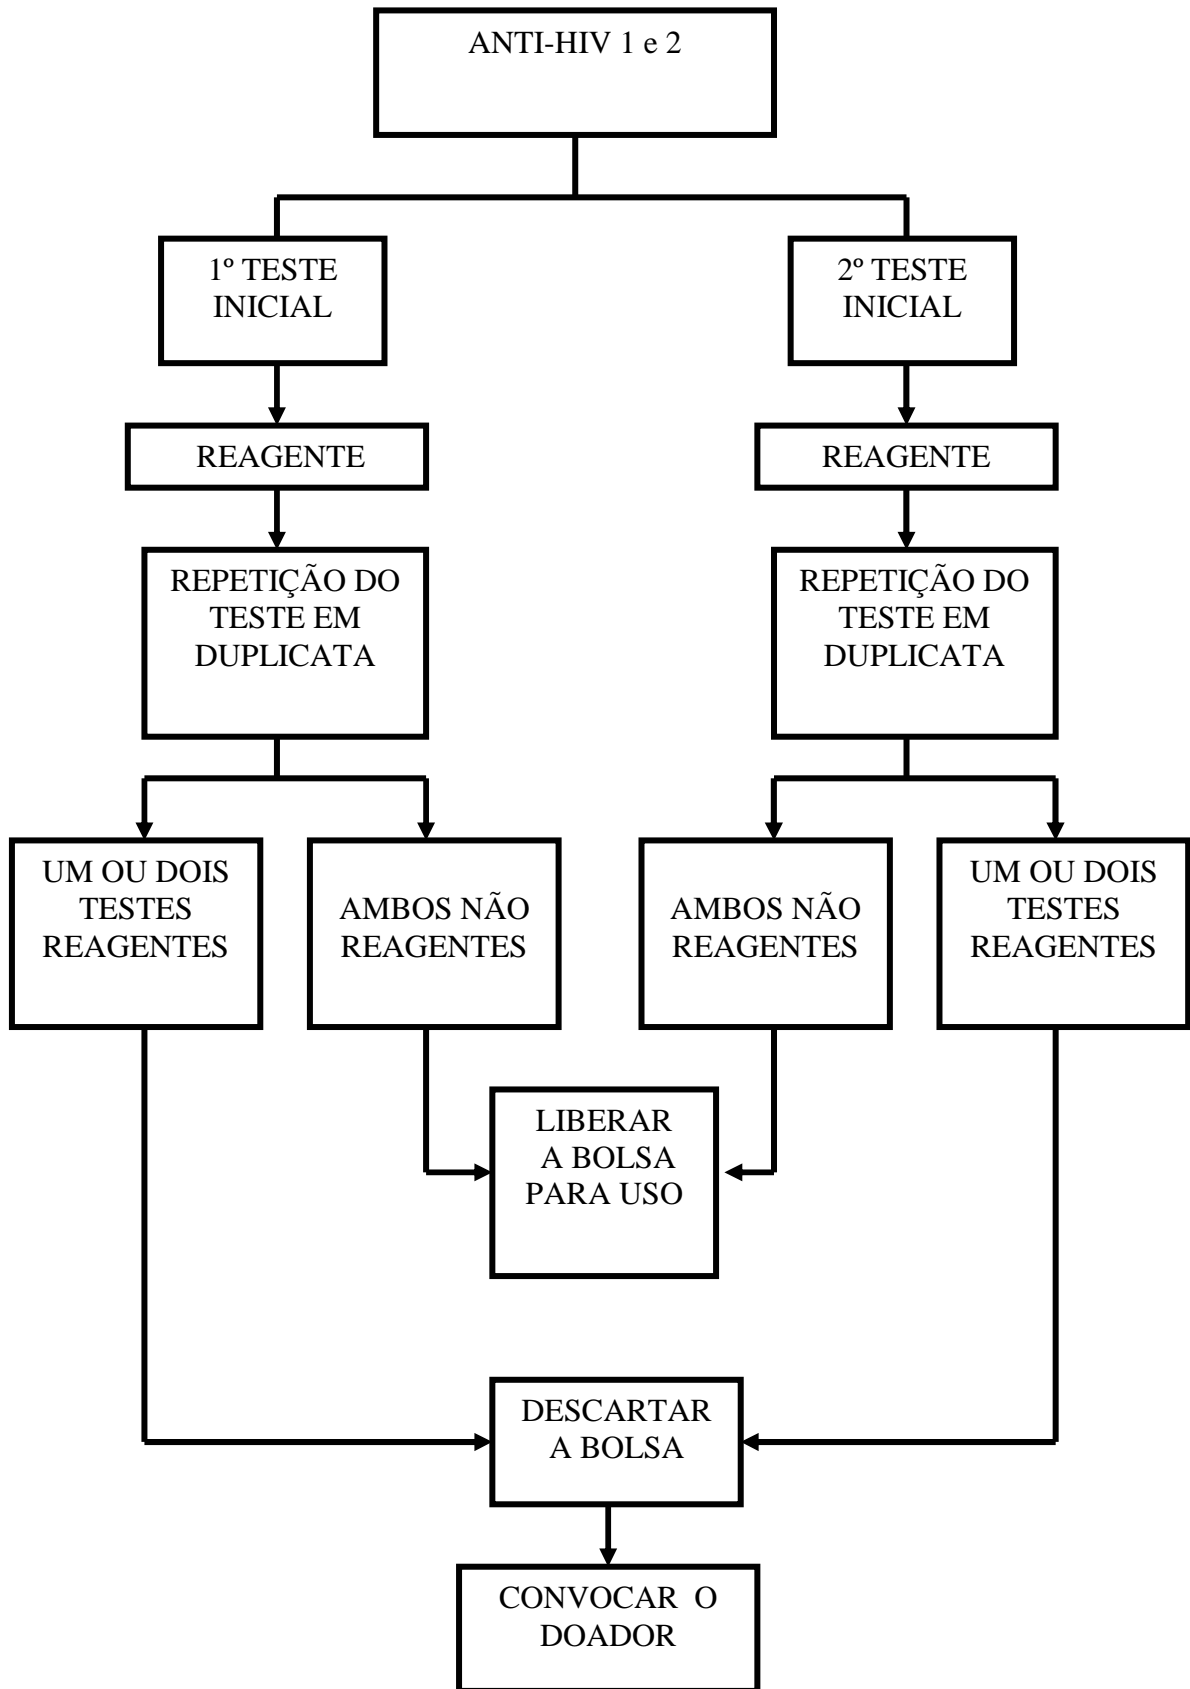 ANTI-HIV 1 e 2
1º TESTE
INICIAL
2º TESTE
INICIAL
REAGENTE
REAGENTE
REPETIÇÃO DO
TESTE EM
DUPLICATA
REPETIÇÃO DO
TESTE EM
DUPLICATA
UM OU DOIS
TESTES
REAGENTES
AMBOS NÃO
REAGENTES
AMBOS NÃO
REAGENTES
UM OU DOIS
TESTES
REAGENTES
LIBERAR
A BOLSA
PARA USO
DESCARTAR
A BOLSA
CONVOCAR O
DOADOR